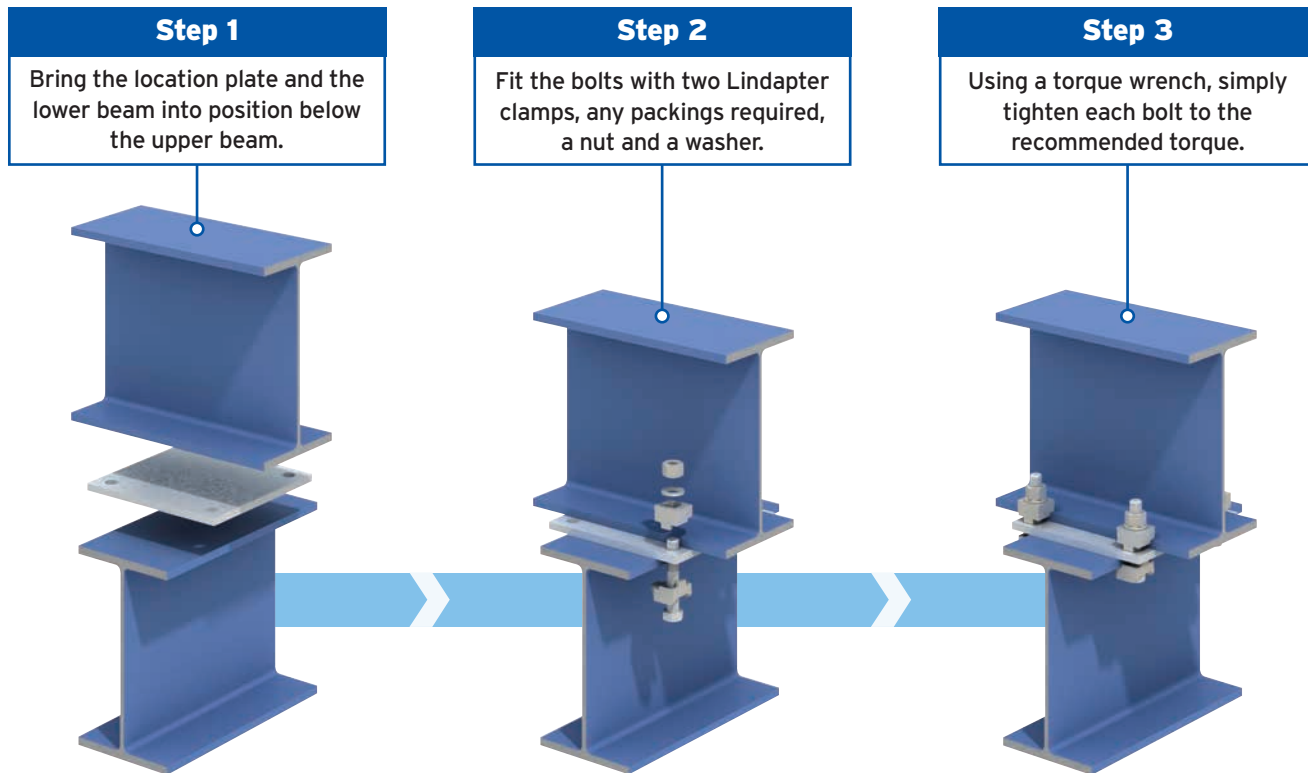 Step 1
Bring the location plate and the
lower beam into position below
the upper beam.
Step 2
Fit the bolts with two Lindapter
clamps, any packings required,
a nut and a washer.
Step 3
Using a torque wrench, simply
tighten each bolt to the
recommended torque.